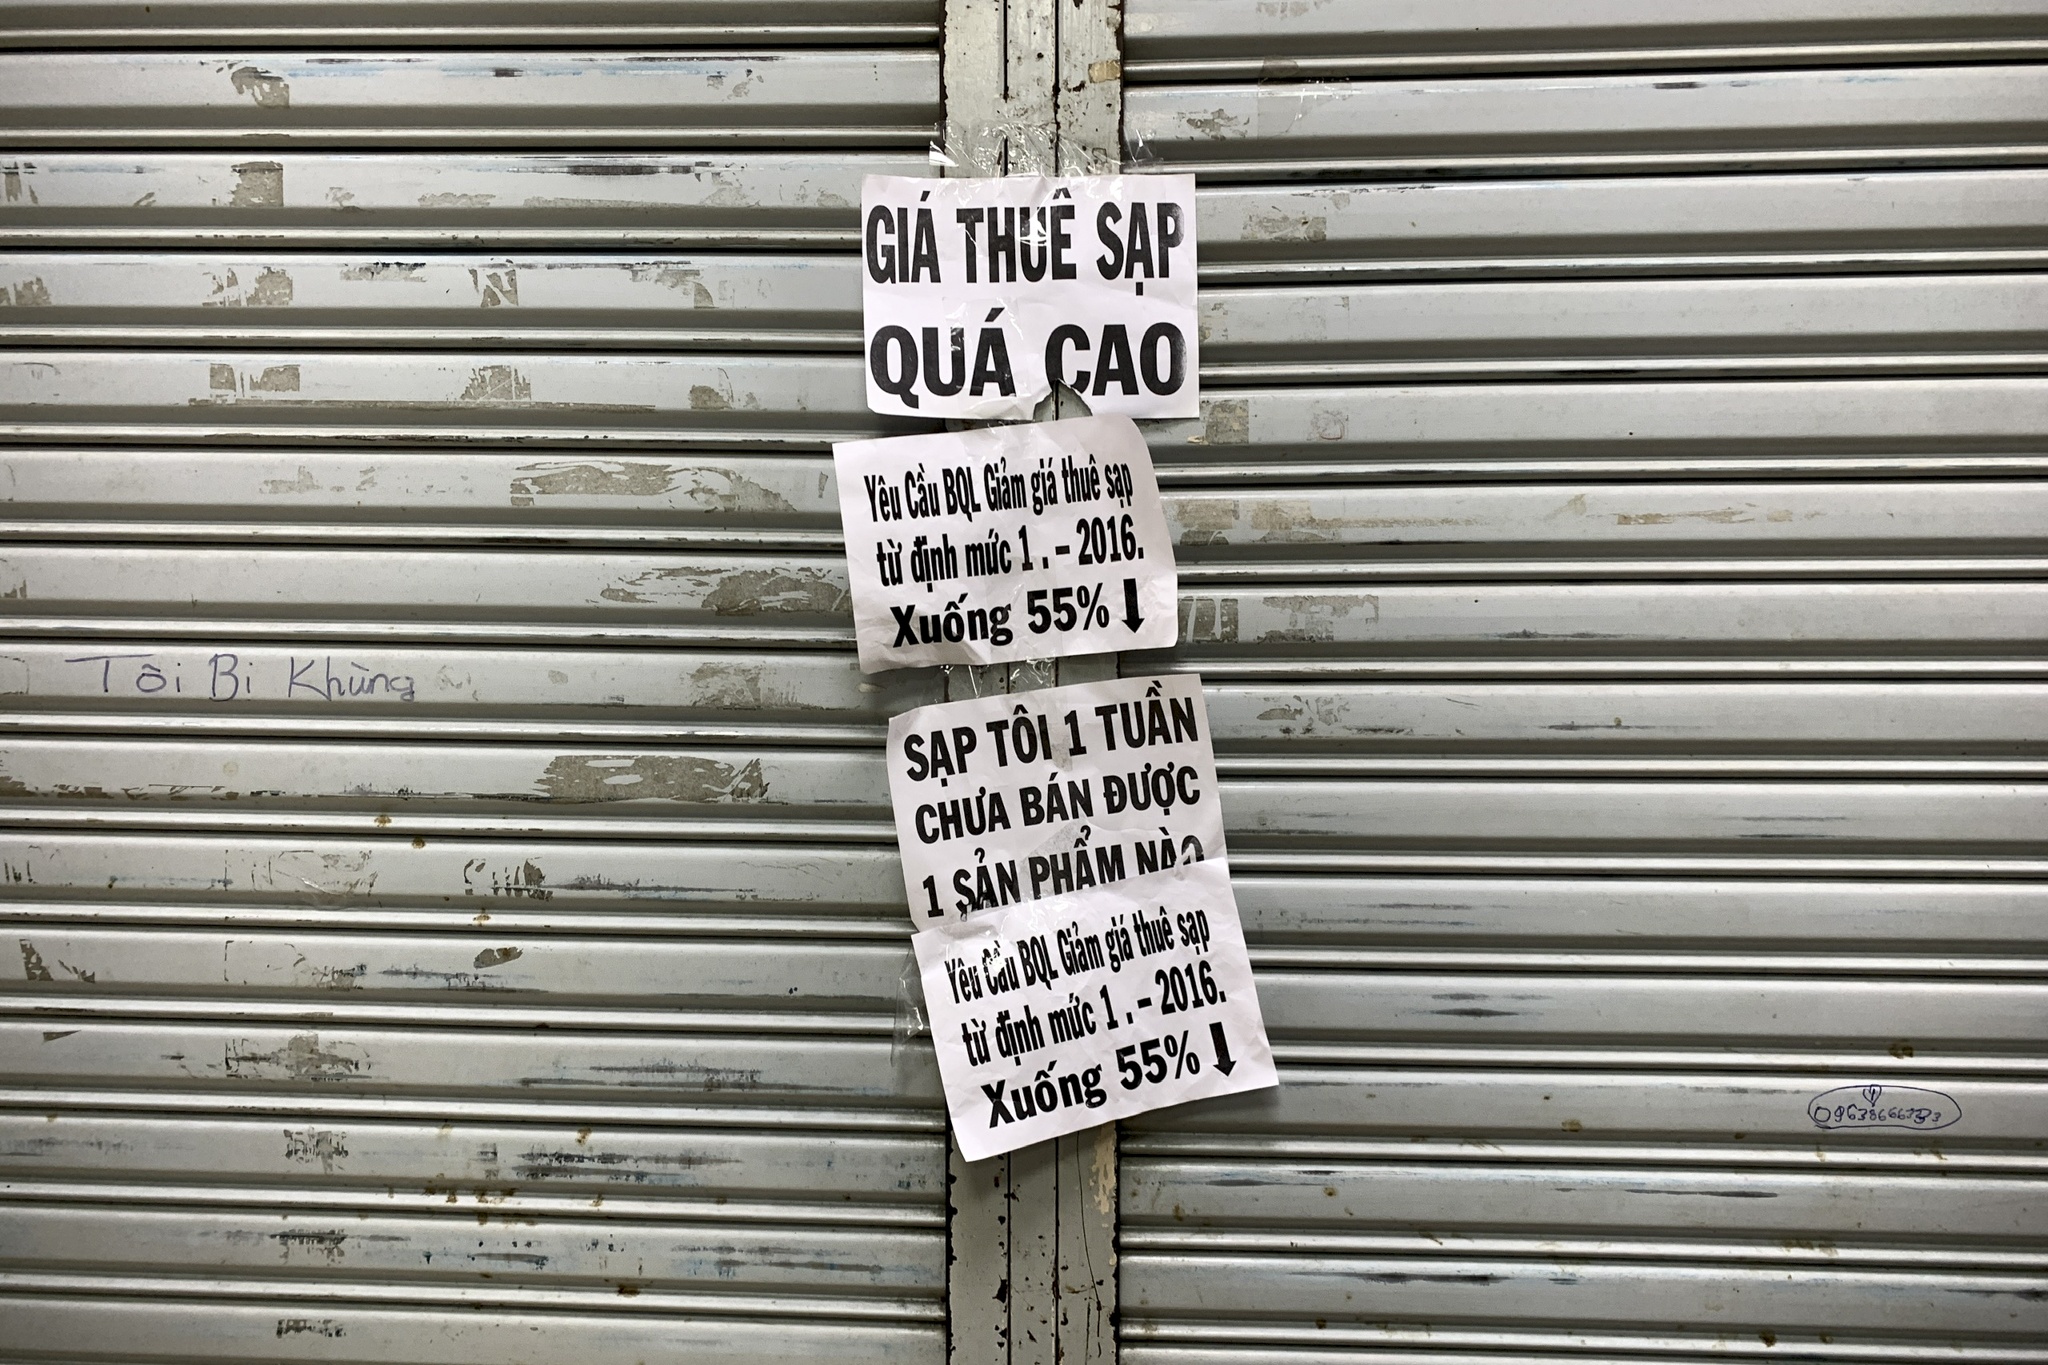 GIÁ THUÊ SẠP
QUÁ CAO
Yêu Cầu BQL Giảm giá thuê sạp
từ định mức 1 . – 2016.
Xuống 55% ↓
Tôi Bi Khùng
SẠP TÔI 1 TUẦN
CHƯA BÁN ĐƯỢC
1 SẢN PHẨM NÀO
Yêu Cầu BQL Giảm giá thuê sạp
từ định mức 1 . – 2016.
Xuống 55% ↓